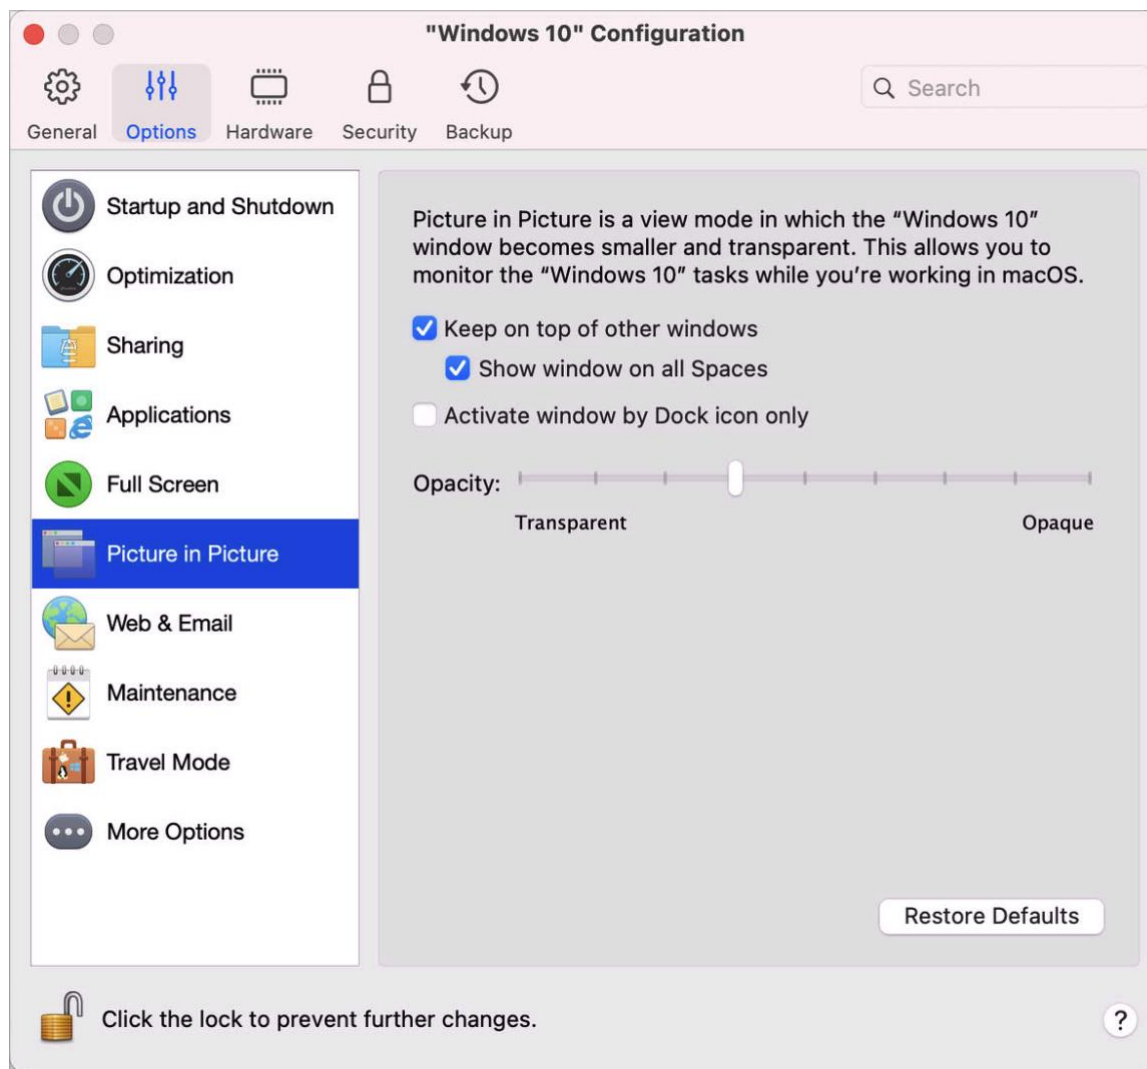 "Windows 10" Configuration
General
Options
Hardware
Security
Backup
Search
Startup and Shutdown
Optimization
Sharing
Applications
Full Screen
Picture in Picture
Web & Email
Maintenance
Travel Mode
More Options
Picture in Picture is a view mode in which the “Windows 10”
window becomes smaller and transparent. This allows you to
monitor the “Windows 10” tasks while you’re working in macOS.
Keep on top of other windows
Show window on all Spaces
Activate window by Dock icon only
Opacity:
Transparent
Opaque
Restore Defaults
Click the lock to prevent further changes.
?